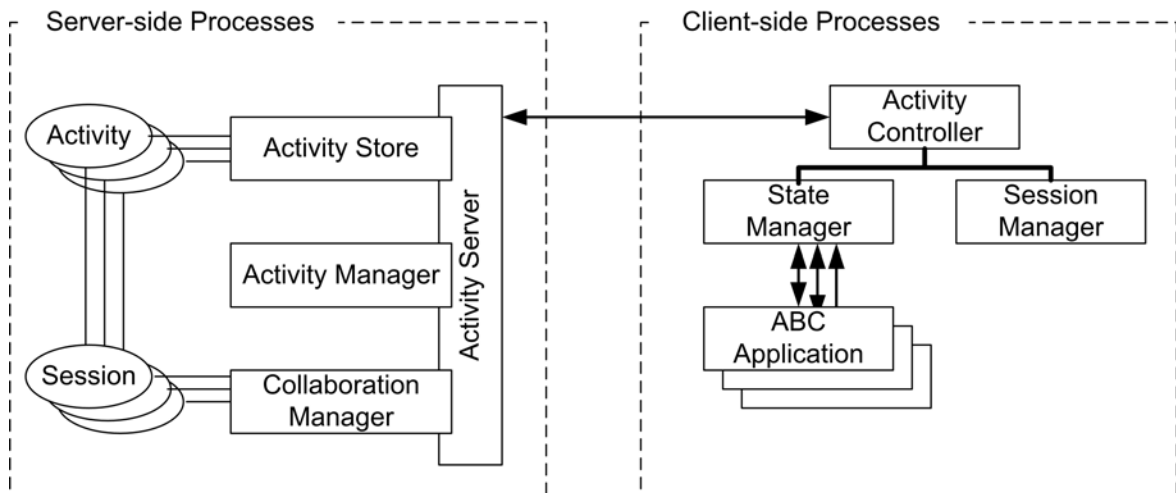 Server-side Processes
Activity
Activity Store
Activity Manager
Session
Collaboration
Manager
Activity Server
Client-side Processes
Activity
Controller
State
Manager
Session
Manager
ABC
Application